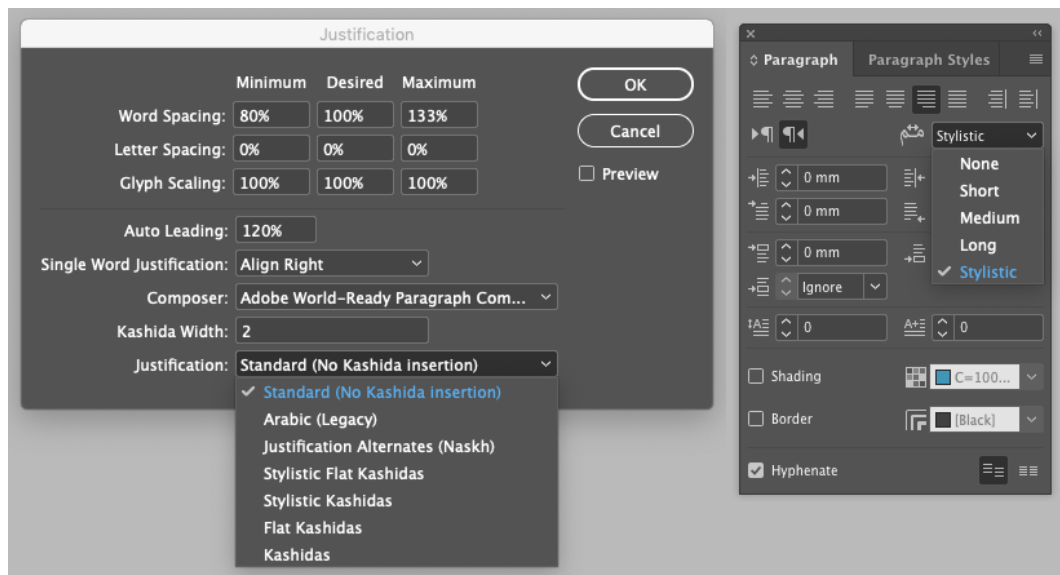 Justification
Minimum Desired Maximum
Word Spacing: 80% 100% 133%
Letter Spacing: 0% 0% 0%
Glyph Scaling: 100% 100% 100%
Auto Leading: 120%
Single Word Justification: Align Right
Composer: Adobe World-Ready Paragraph Com...
Kashida Width: 2
Justification: Standard (No Kashida insertion)
Standard (No Kashida insertion)
Arabic (Legacy)
Justification Alternates (Naskh)
Stylistic Flat Kashidas
Stylistic Kashidas
Flat Kashidas
Kashidas
OK
Cancel
Preview
Paragraph Paragraph Styles
Stylistic
None
Short
Medium
Long
Stylistic
0 mm
0 mm
0 mm
Ignore
0 0
Shading C=100...
Border [Black]
Hyphenate